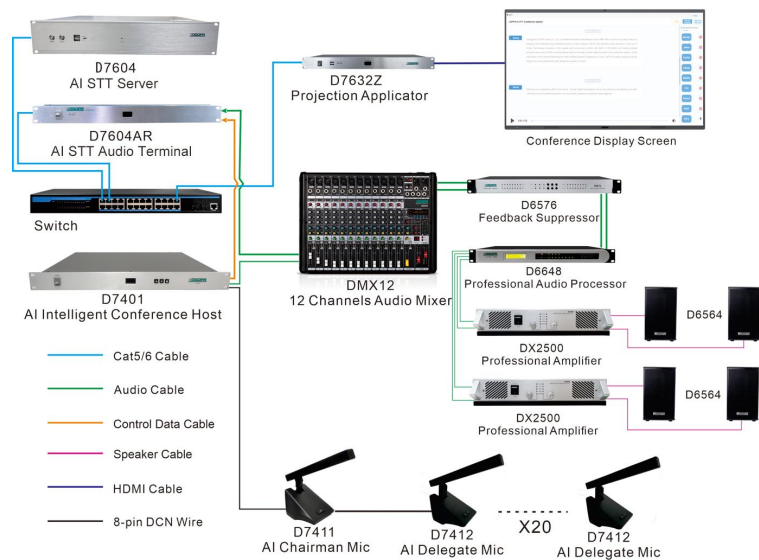 D7604
AI STT Server
D7632Z
Projection Applicator
Conference Display Screen
D7604AR
AI STT Audio Terminal
Switch
D6576
Feedback Suppressor
D7401
AI Intelligent Conference Host
DMX12
12 Channels Audio Mixer
D6648
Professional Audio Processor
DX2500
Professional Amplifier
D6564
DX2500
Professional Amplifier
D6564
Cat5/6 Cable
Audio Cable
Control Data Cable
Speaker Cable
HDMI Cable
8-pin DCN Wire
D7411
AI Chairman Mic
D7412
AI Delegate Mic
X20
D7412
AI Delegate Mic